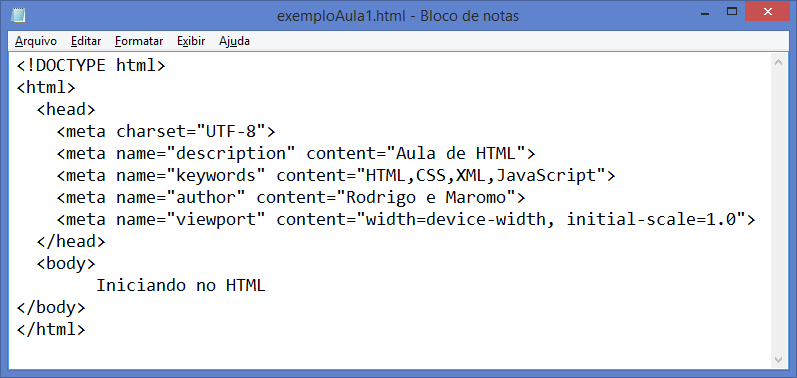 exemploAula1.html - Bloco de notas
Arquivo Editar Formatar Exibir Ajuda
<!DOCTYPE html>
<html>
  <head>
    <meta charset="UTF-8">
    <meta name="description" content="Aula de HTML">
    <meta name="keywords" content="HTML,CSS,XML,JavaScript">
    <meta name="author" content="Rodrigo e Maromo">
    <meta name="viewport" content="width=device-width, initial-scale=1.0">
  </head>
  <body>
        Iniciando no HTML
</body>
</html>